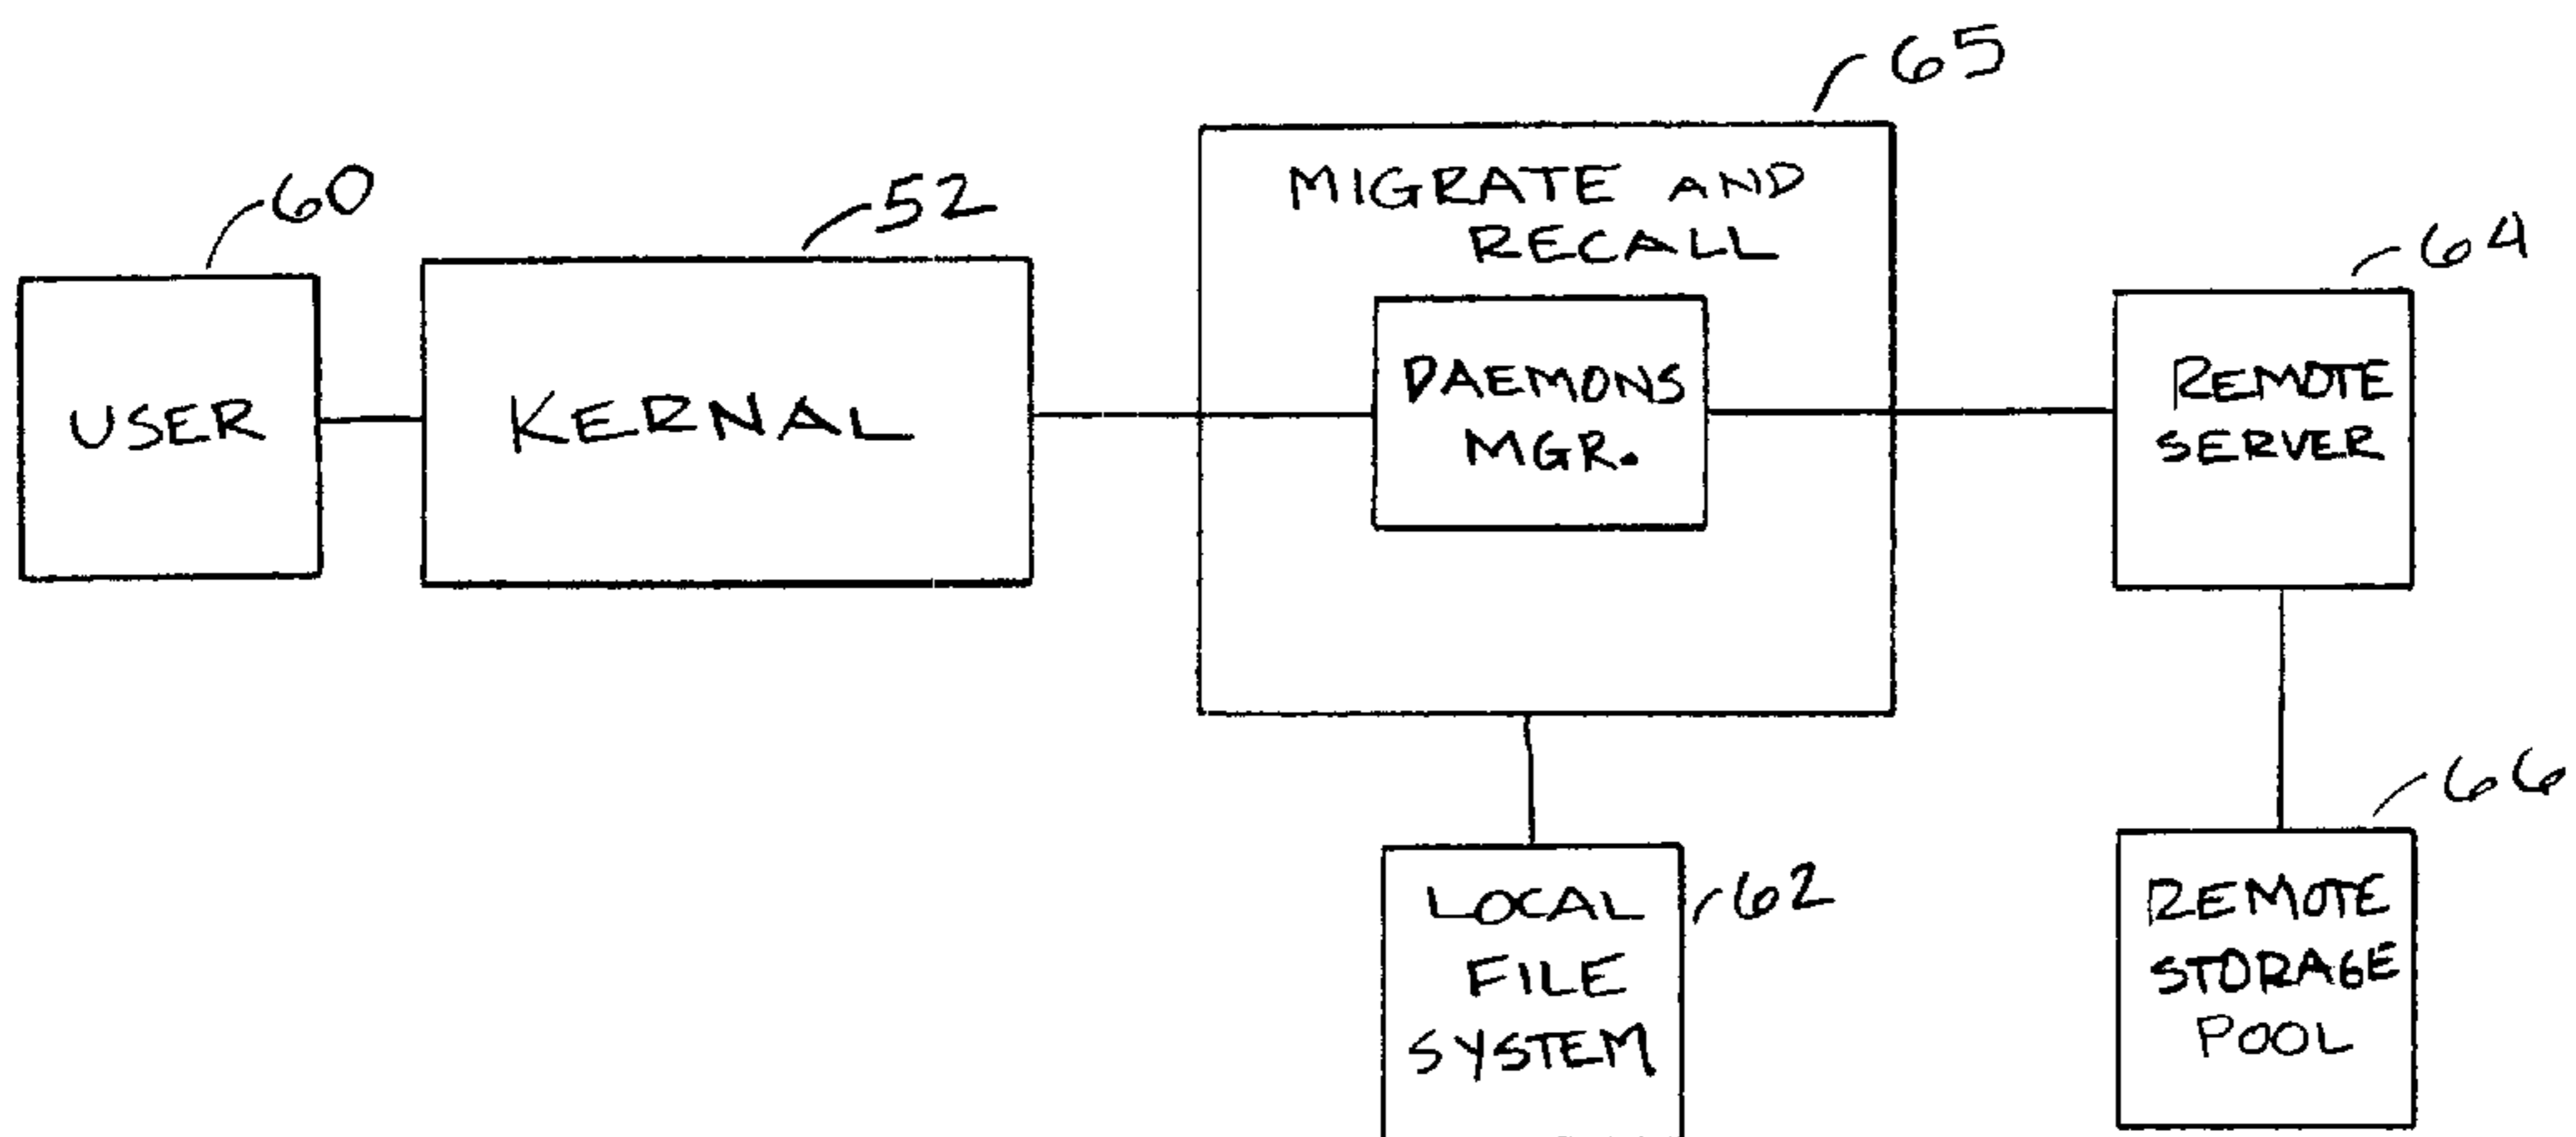 65
60
52
MIGRATE AND
RECALL
64
USER
KERNAL
DAEMONS
MGR.
REMOTE
SERVER
66
LOCAL
FILE
SYSTEM
62
REMOTE
STORAGE
POOL